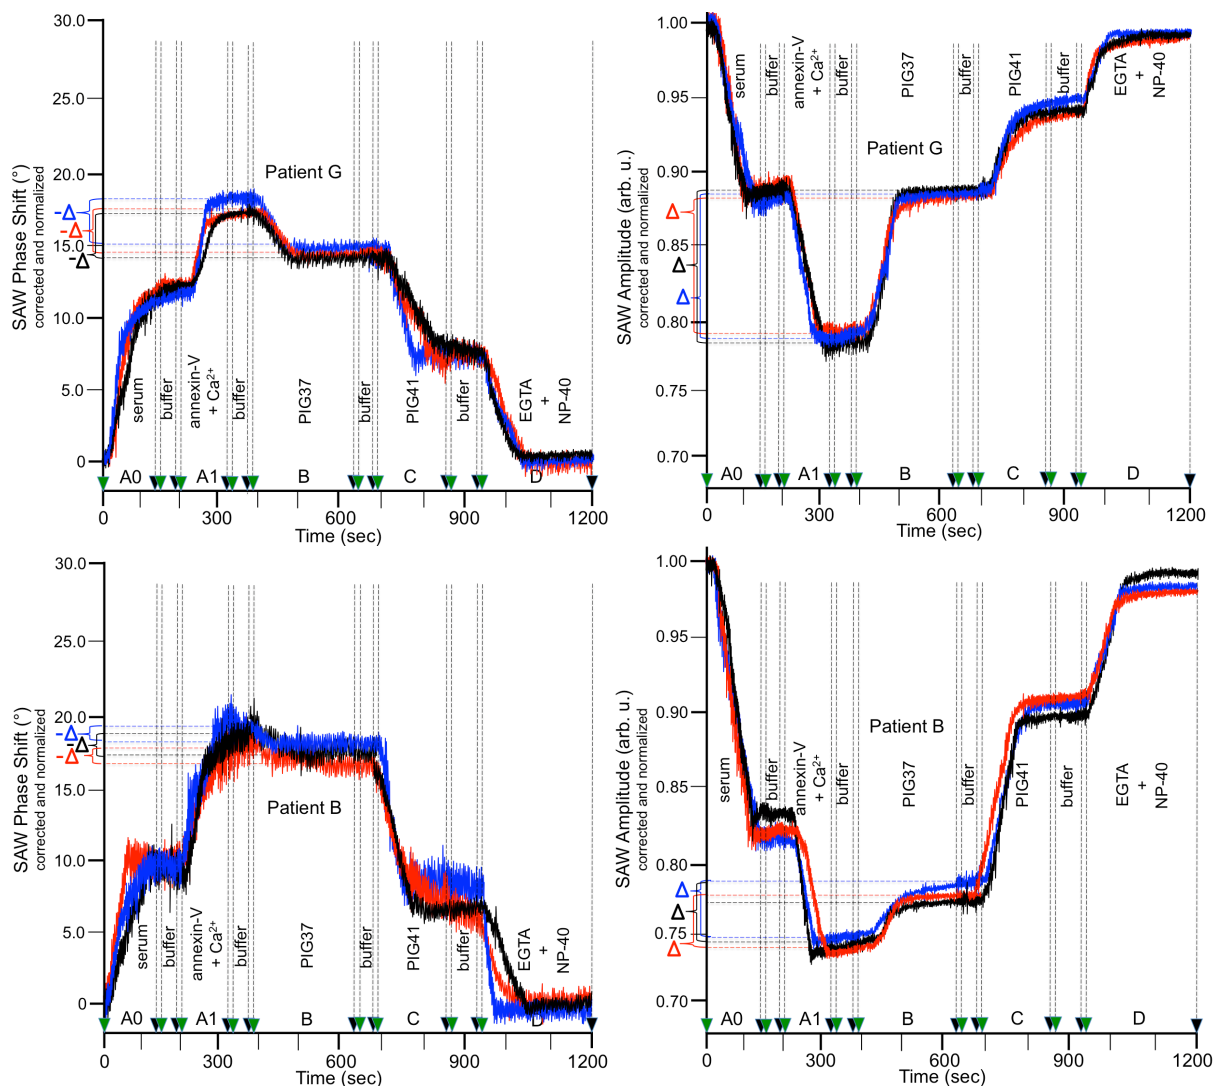 30.0
25.0
20.0
15.0
10.0
5.0
0
SAW Phase Shift (°)
corrected and normalized
-Δ
-Δ
-Δ
Patient G
serum
buffer
annexin-V
+ Ca²⁺
buffer
PIG37
buffer
PIG41
buffer
EGTA
+
NP-40
A0 A1 B C D
0 300 600 900 1200
Time (sec)
1.00
0.95
0.90
0.85
0.80
0.75
0.70
SAW Amplitude (arb. u.)
corrected and normalized
Δ
Δ
Δ
serum
buffer
annexin-V
+ Ca²⁺
buffer
PIG37
buffer
PIG41
buffer
EGTA
+
NP-40
Patient G
A0 A1 B C D
0 300 600 900 1200
Time (sec)
30.0
25.0
20.0
15.0
10.0
5.0
0
SAW Phase Shift (°)
corrected and normalized
-Δ
-Δ
-Δ
Patient B
serum
buffer
annexin-V
+ Ca²⁺
buffer
PIG37
buffer
PIG41
buffer
EGTA
+
NP-40
A0 A1 B C D
0 300 600 900 1200
Time (sec)
1.00
0.95
0.90
0.85
0.80
0.75
0.70
SAW Amplitude (arb. u.)
corrected and normalized
Δ
Δ
Δ
Patient B
serum
buffer
annexin-V
+ Ca²⁺
buffer
PIG37
buffer
PIG41
buffer
EGTA
+
NP-40
A0 A1 B C D
0 300 600 900 1200
Time (sec)